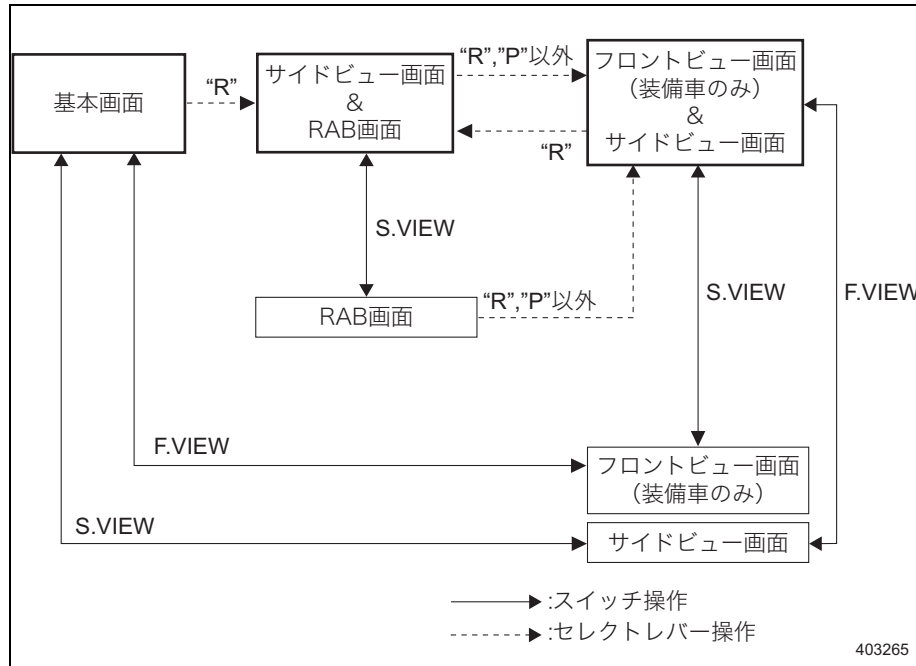 基本画面
“R”
サイドビュー画面
&
RAB画面
“R”,”P”以外
“R”
フロントビュー画面
（装備車のみ）
&
サイドビュー画面
S.VIEW
RAB画面
“R”,”P”以外
S.VIEW
F.VIEW
F.VIEW
フロントビュー画面
（装備車のみ）
S.VIEW
サイドビュー画面
:スイッチ操作
:セレクトレバー操作
403265